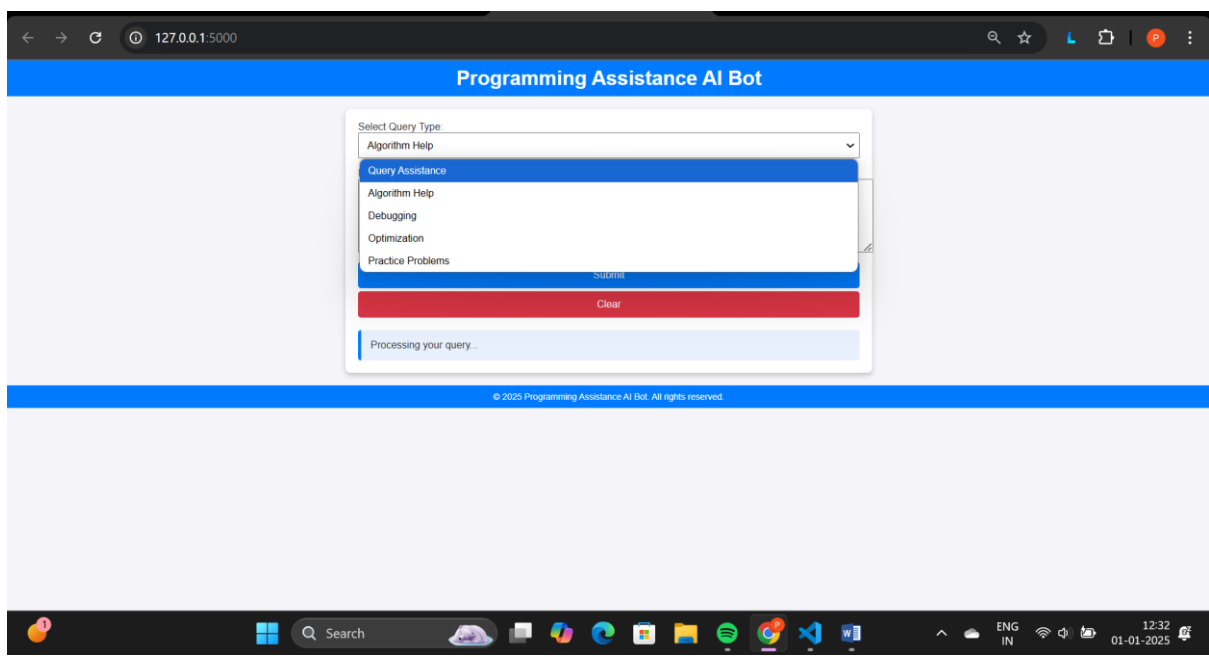 127.0.0.1:5000
L
P
Programming Assistance AI Bot
Select Query Type:
Algorithm Help
Query Assistance
Algorithm Help
Debugging
Optimization
Practice Problems
Submit
Clear
Processing your query...
© 2025 Programming Assistance AI Bot. All rights reserved.
1
Search
P
W
ENG
IN
12:32
01-01-2025